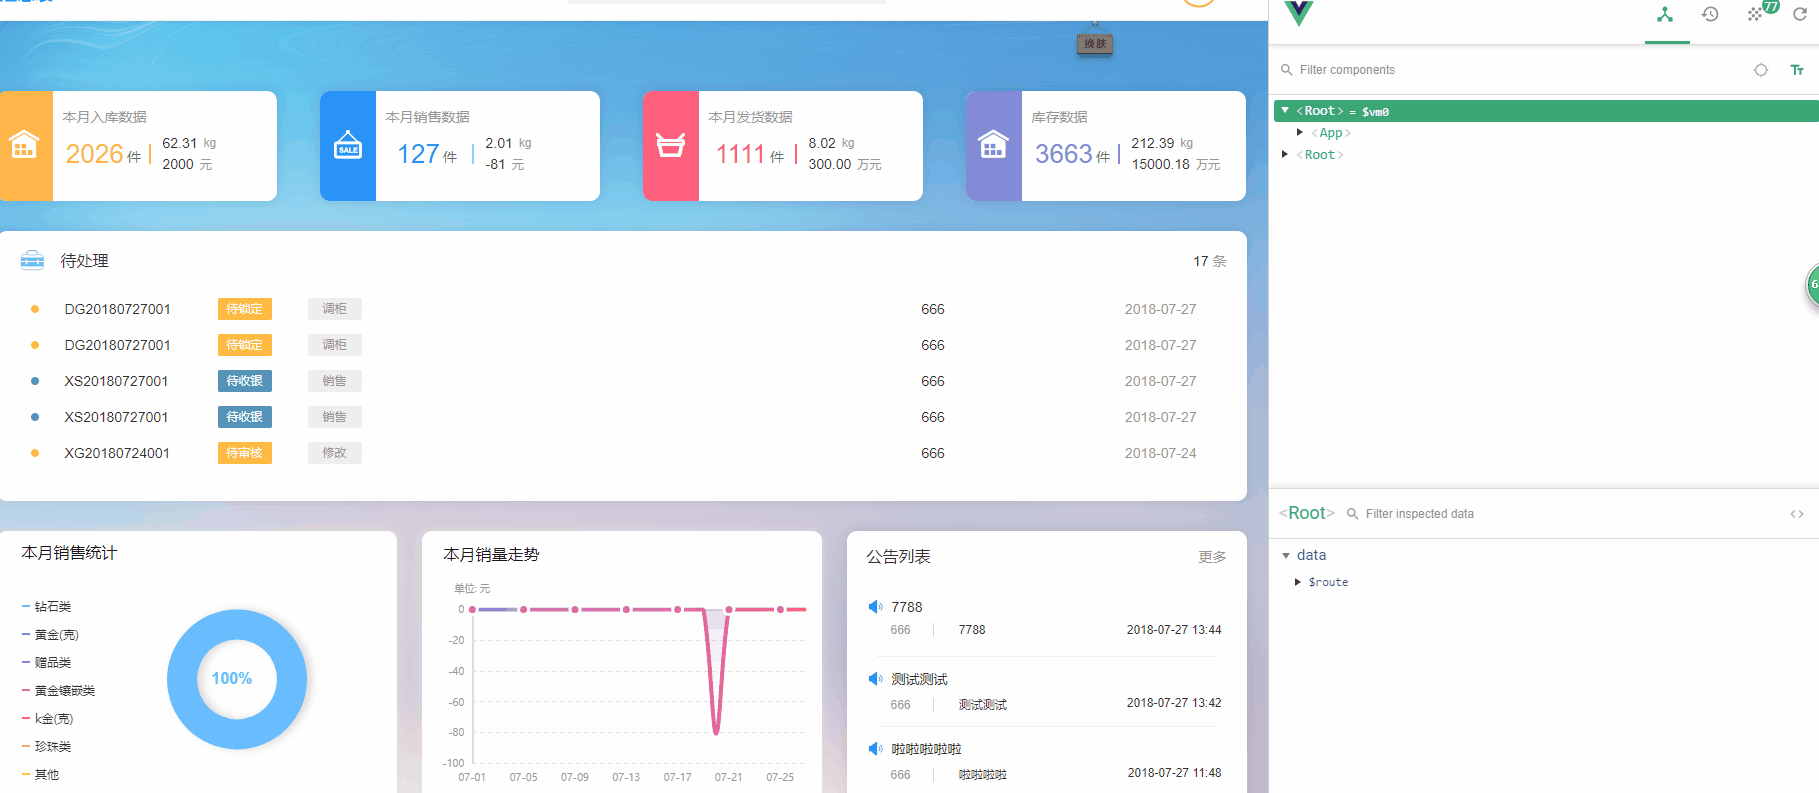 换肤
本月入库数据
2026 件
62.31 kg
2000 元
SALE
本月销售数据
127 件
2.01 kg
-81 元
本月发货数据
1111 件
8.02 kg
300.00 万元
库存数据
3663 件
212.39 kg
15000.18 万元
待处理
17 条
DG20180727001 待锁定 调柜 666 2018-07-27
DG20180727001 待锁定 调柜 666 2018-07-27
XS20180727001 待收银 销售 666 2018-07-27
XS20180727001 待收银 销售 666 2018-07-27
XG20180724001 待审核 修改 666 2018-07-24
本月销售统计
钻石类
黄金(克)
赠品类
黄金镶嵌类
k金(克)
珍珠类
其他
100%
本月销量走势
单位: 元
0
-20
-40
-60
-80
-100
07-01 07-05 07-09 07-13 07-17 07-21 07-25
公告列表 更多
7788
666 7788 2018-07-27 13:44
测试测试
666 测试测试 2018-07-27 13:42
啦啦啦啦啦
666 啦啦啦啦 2018-07-27 11:48
77
Filter components
<Root> = $vm0
<App>
<Root>
6
<Root> Filter inspected data
data
$route